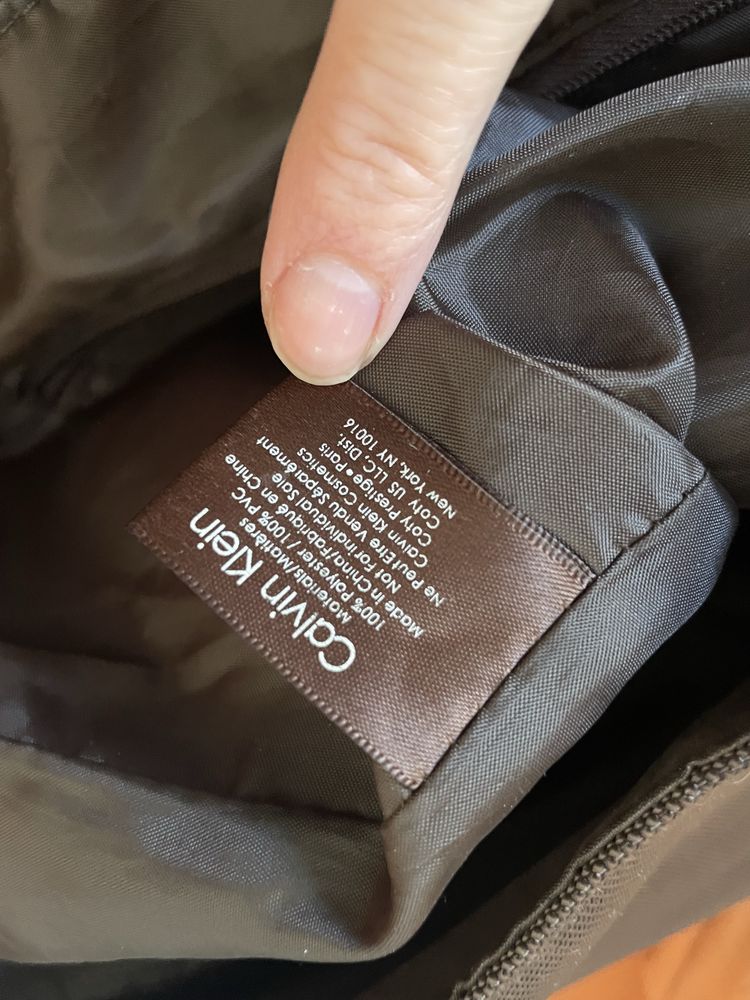 Calvin Klein
Materials/Matières
100% Polyester / 100% PVC
Made in China/Fabriqué en Chine
Not For Individual Sale
Ne Peut Être Vendu Séparément
Calvin Klein Cosmetics
Coty Prestige • Paris
Coty US LLC, Dist.
New York, NY 10016